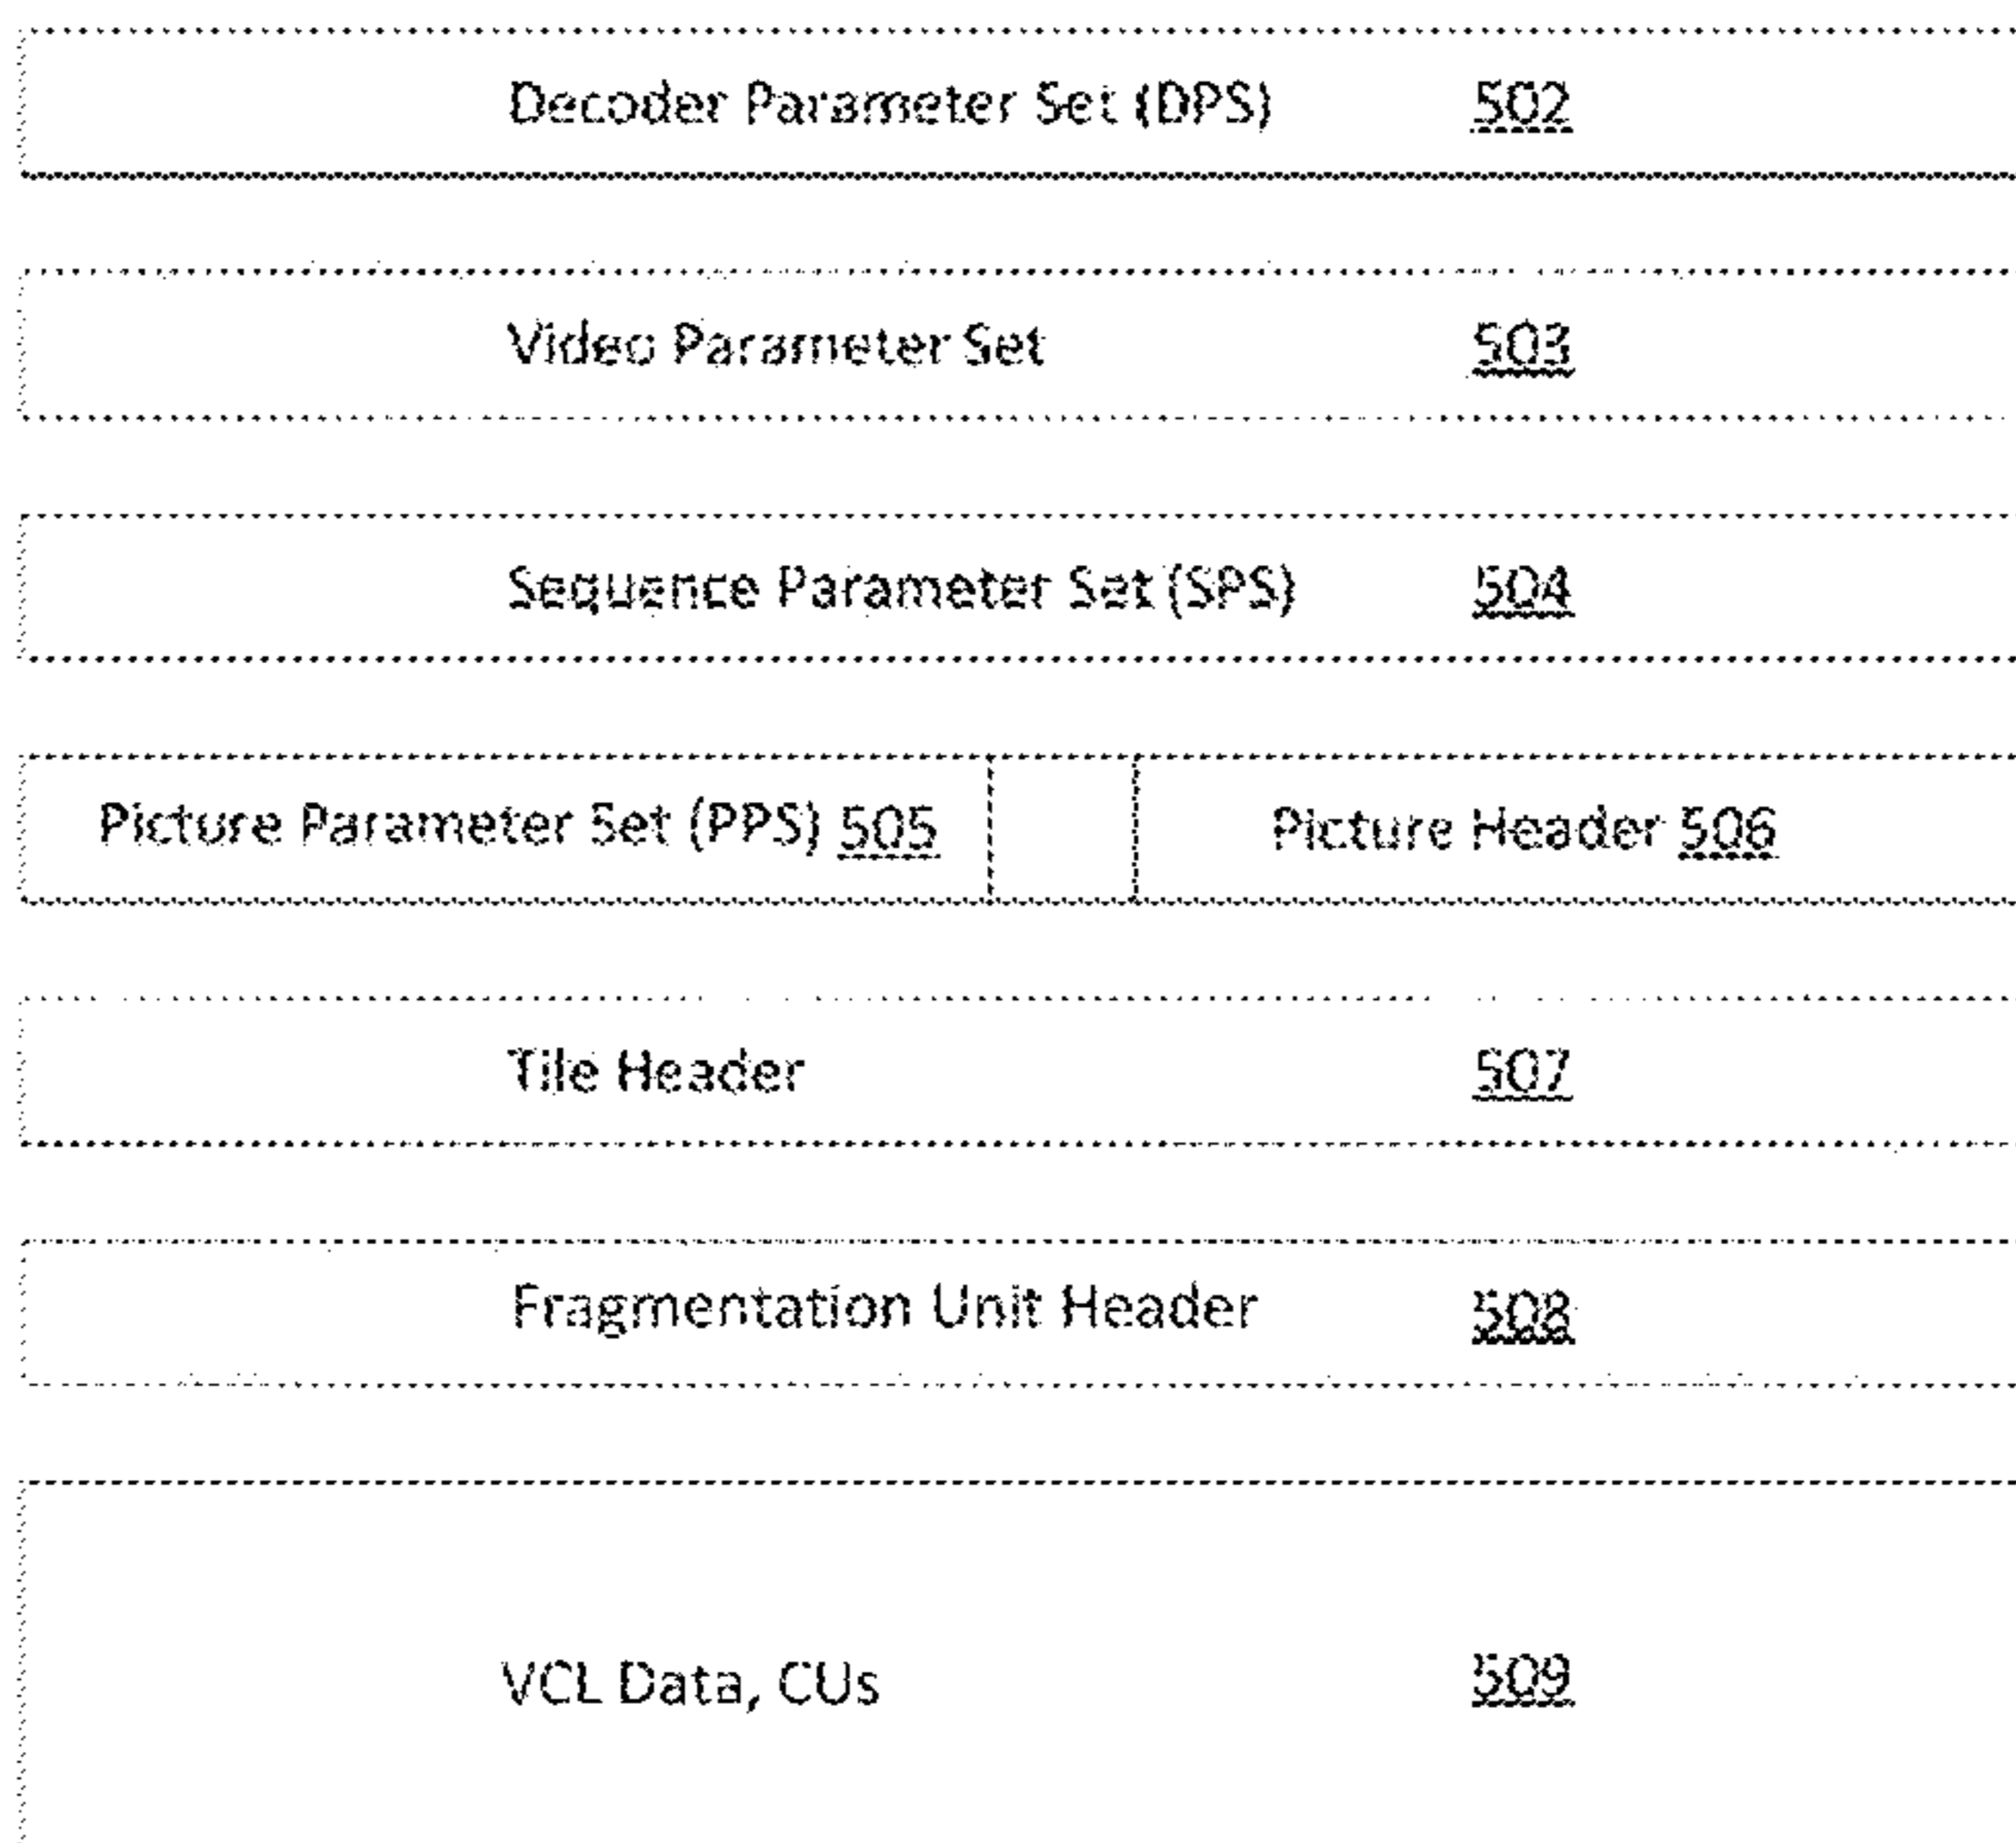 Decoder Parameter Set (DPS) 502
Video Parameter Set 503
Sequence Parameter Set (SPS) 504
Picture Parameter Set (PPS) 505 Picture Header 506
Tile Header 507
Fragmentation Unit Header 508
VCL Data, CUs 509